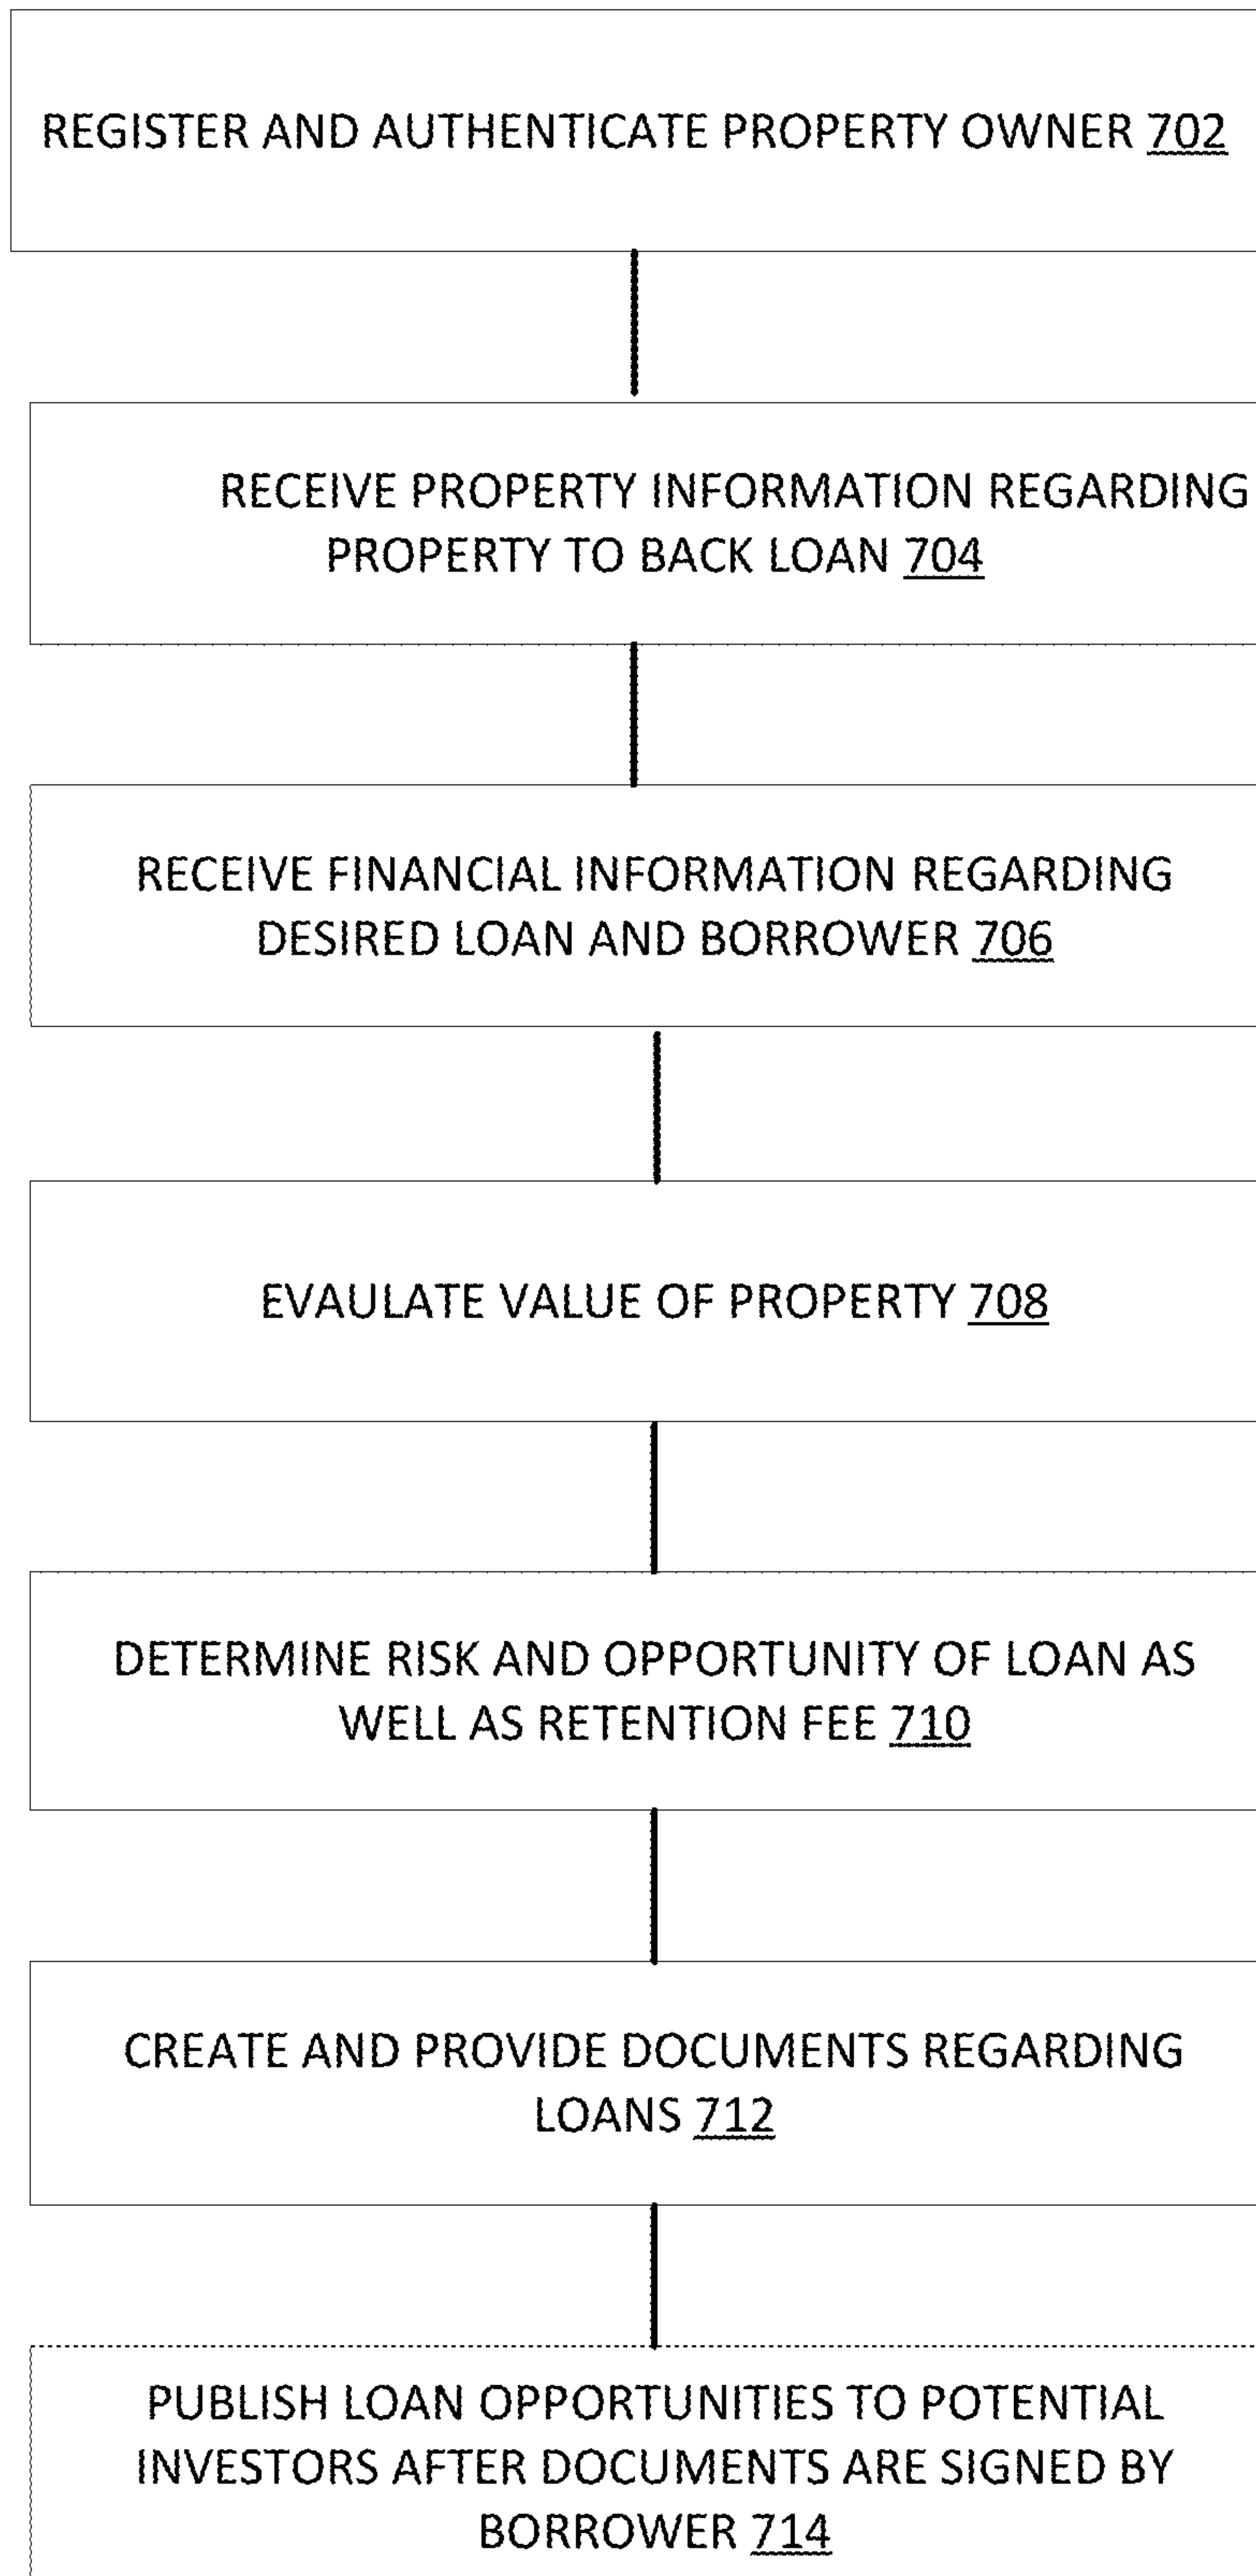 REGISTER AND AUTHENTICATE PROPERTY OWNER 702
RECEIVE PROPERTY INFORMATION REGARDING
PROPERTY TO BACK LOAN 704
RECEIVE FINANCIAL INFORMATION REGARDING
DESIRED LOAN AND BORROWER 706
EVAULATE VALUE OF PROPERTY 708
DETERMINE RISK AND OPPORTUNITY OF LOAN AS
WELL AS RETENTION FEE 710
CREATE AND PROVIDE DOCUMENTS REGARDING
LOANS 712
PUBLISH LOAN OPPORTUNITIES TO POTENTIAL
INVESTORS AFTER DOCUMENTS ARE SIGNED BY
BORROWER 714